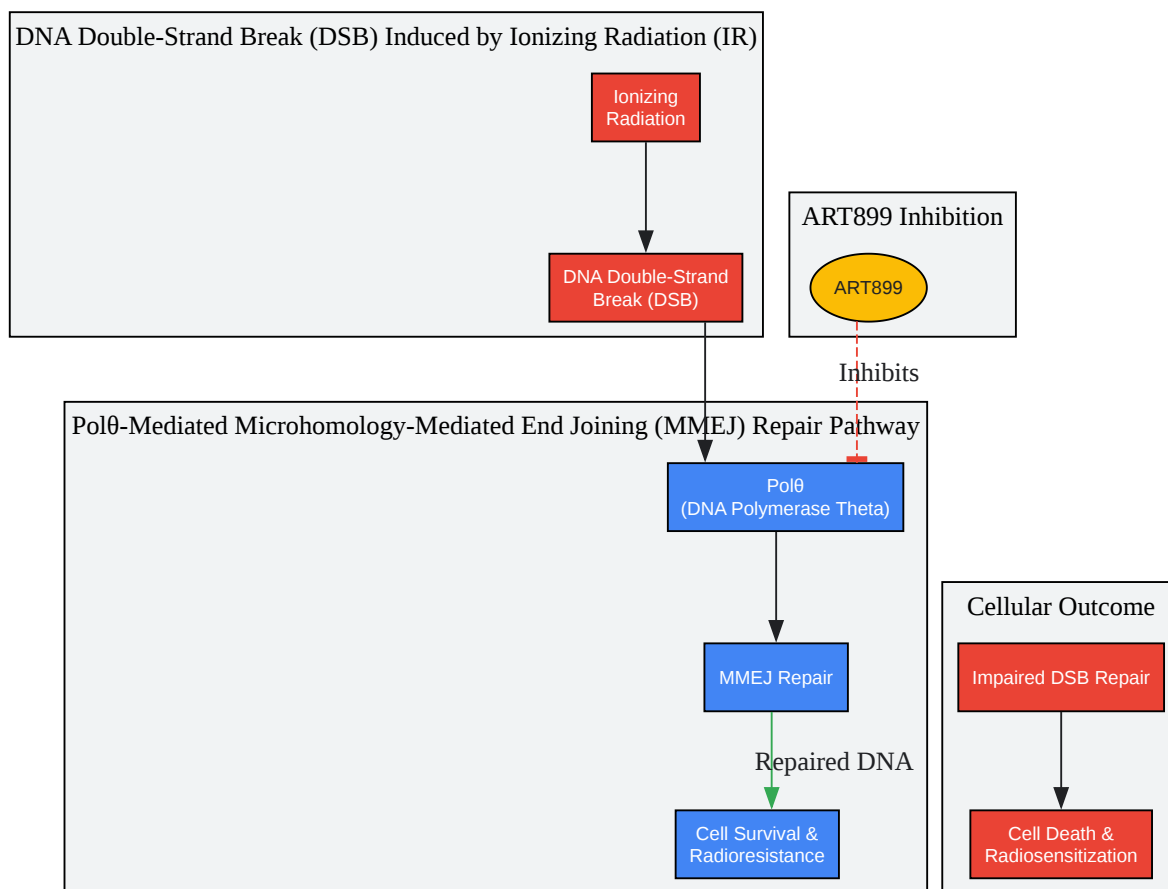 DNA Double-Strand Break (DSB) Induced by Ionizing Radiation (IR)
Ionizing
Radiation
DNA Double-Strand
Break (DSB)
ART899 Inhibition
ART899
Inhibits
Polθ-Mediated Microhomology-Mediated End Joining (MMEJ) Repair Pathway
Polθ
(DNA Polymerase Theta)
MMEJ Repair
Repaired DNA
Cell Survival &
Radioresistance
Cellular Outcome
Impaired DSB Repair
Cell Death &
Radiosensitization